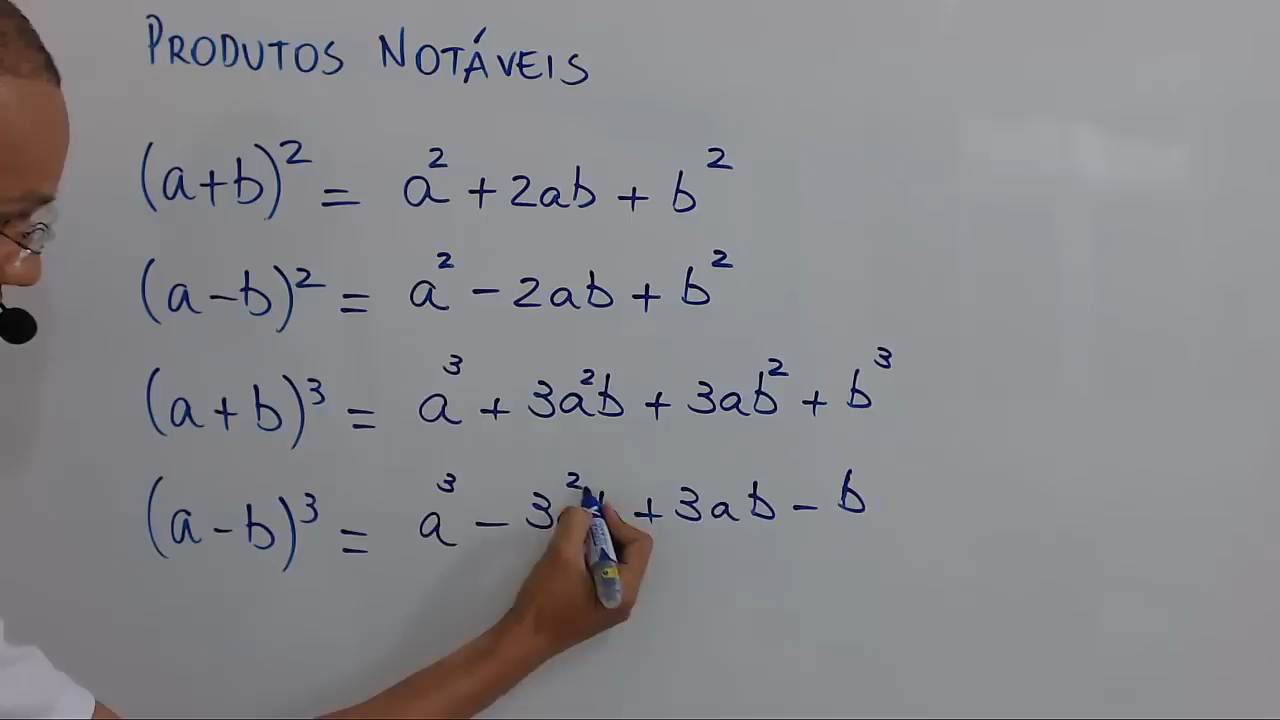 PRODUTOS NOTÁVEIS
(a+b)² = a² + 2ab + b²
(a-b)² = a² - 2ab + b²
(a+b)³ = a³ + 3a²b + 3ab² + b³
(a-b)³ = a³ - 3 ² + 3ab - b